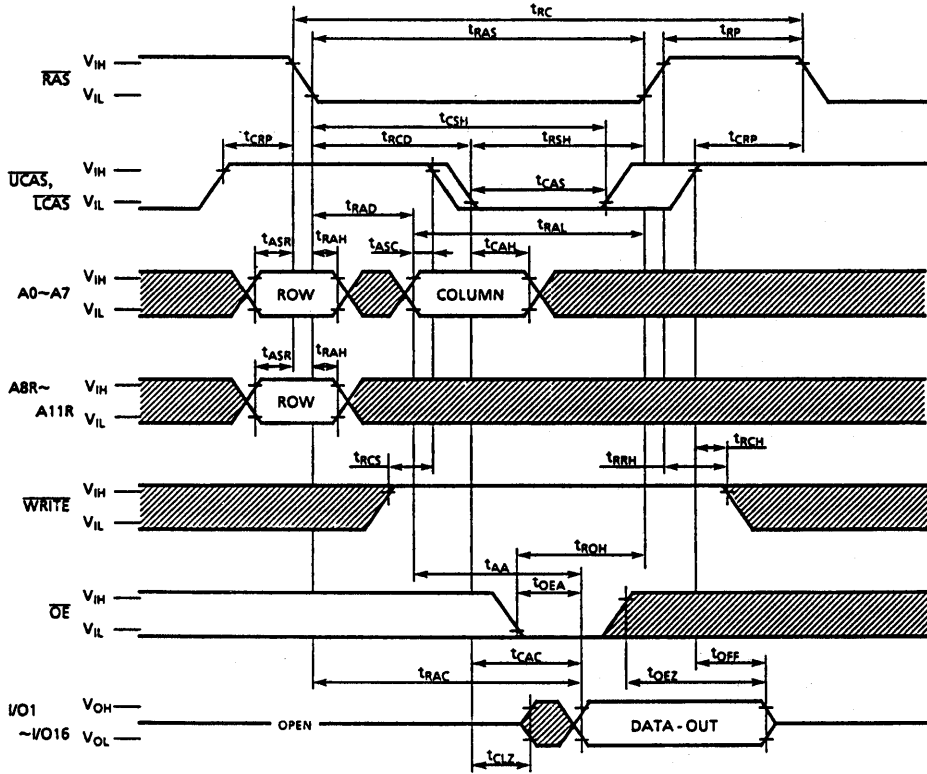 tRC
tRAS tRP
RAS VIH
VIL
tCSH
tCRP tRCD tRSH tCRP
UCAS, LCAS VIH
VIL
tCAS
tRAD tRAL
tASR tRAH tASC tCAH
A0~A7 VIH
VIL
ROW COLUMN
tASR tRAH
A8R~ A11R VIH
VIL
ROW
tRCH
tRCS tRRH
WRITE VIH
VIL
tROH
tAA
tOEA
OE VIH
VIL
tCAC tOFF
tRAC tOEZ
I/O1 ~I/O16 VOH
VOL
OPEN DATA-OUT
tCLZ